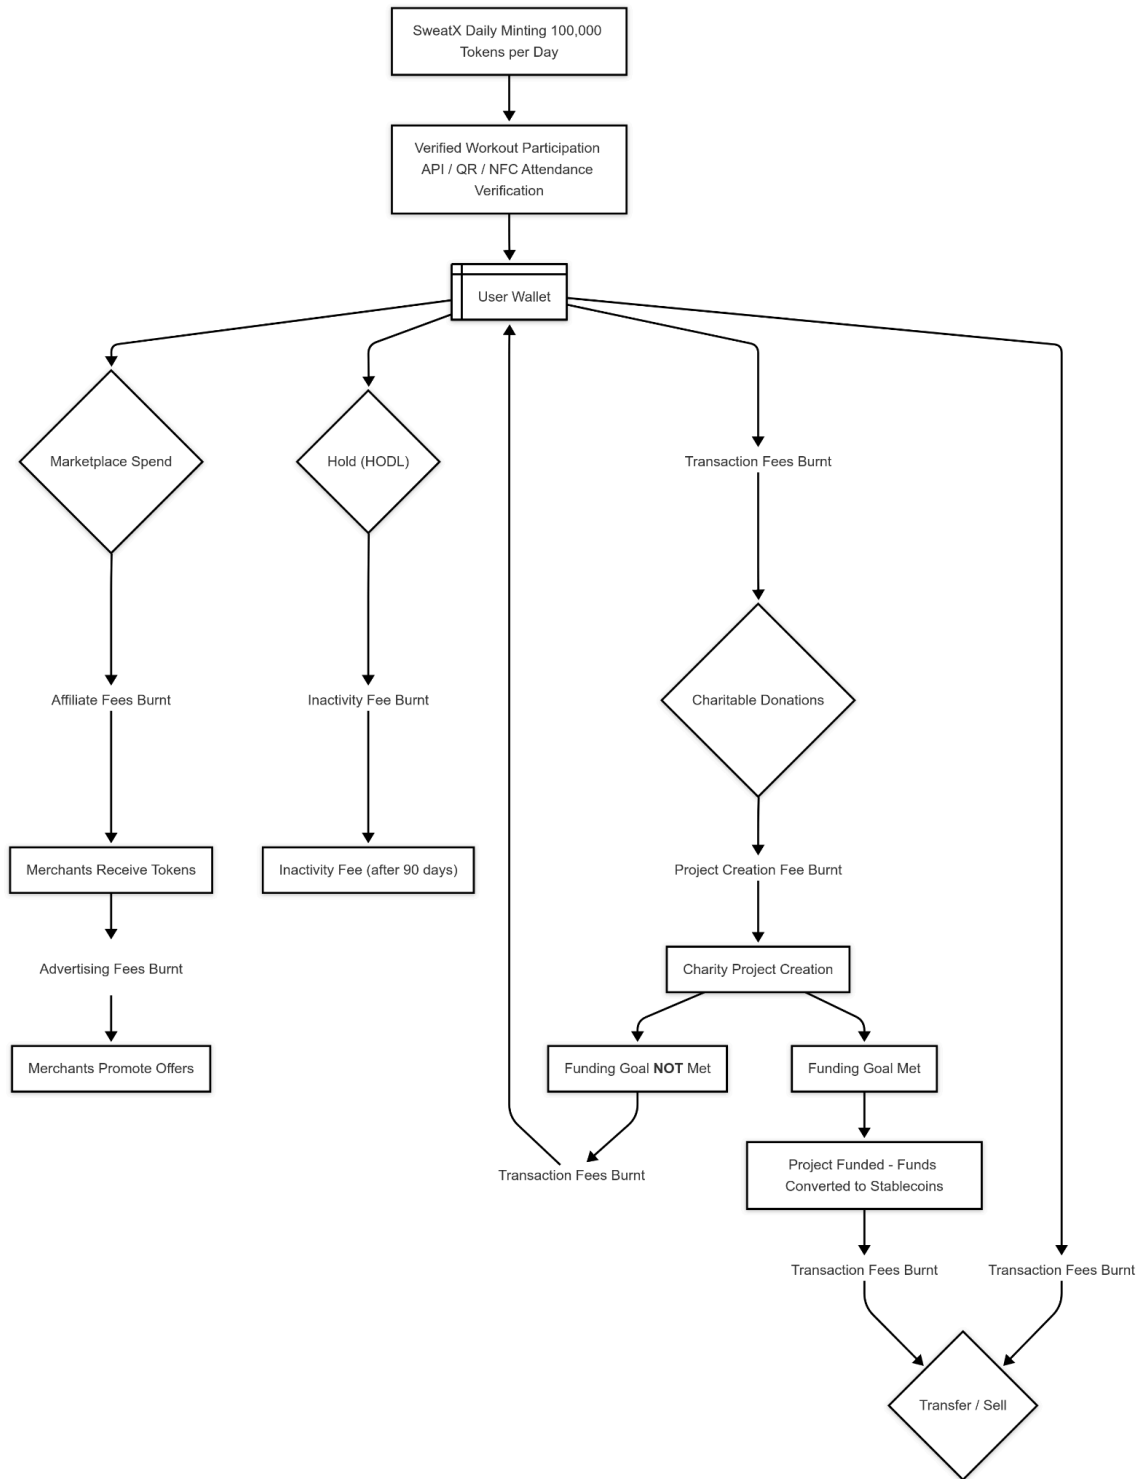 SweatX Daily Minting 100,000
Tokens per Day
Verified Workout Participation
API / QR / NFC Attendance
Verification
User Wallet
Marketplace Spend
Hold (HODL)
Transaction Fees Burnt
Affiliate Fees Burnt
Inactivity Fee Burnt
Charitable Donations
Merchants Receive Tokens
Inactivity Fee (after 90 days)
Project Creation Fee Burnt
Advertising Fees Burnt
Charity Project Creation
Merchants Promote Offers
Funding Goal NOT Met
Funding Goal Met
Transaction Fees Burnt
Project Funded - Funds
Converted to Stablecoins
Transaction Fees Burnt
Transaction Fees Burnt
Transfer / Sell